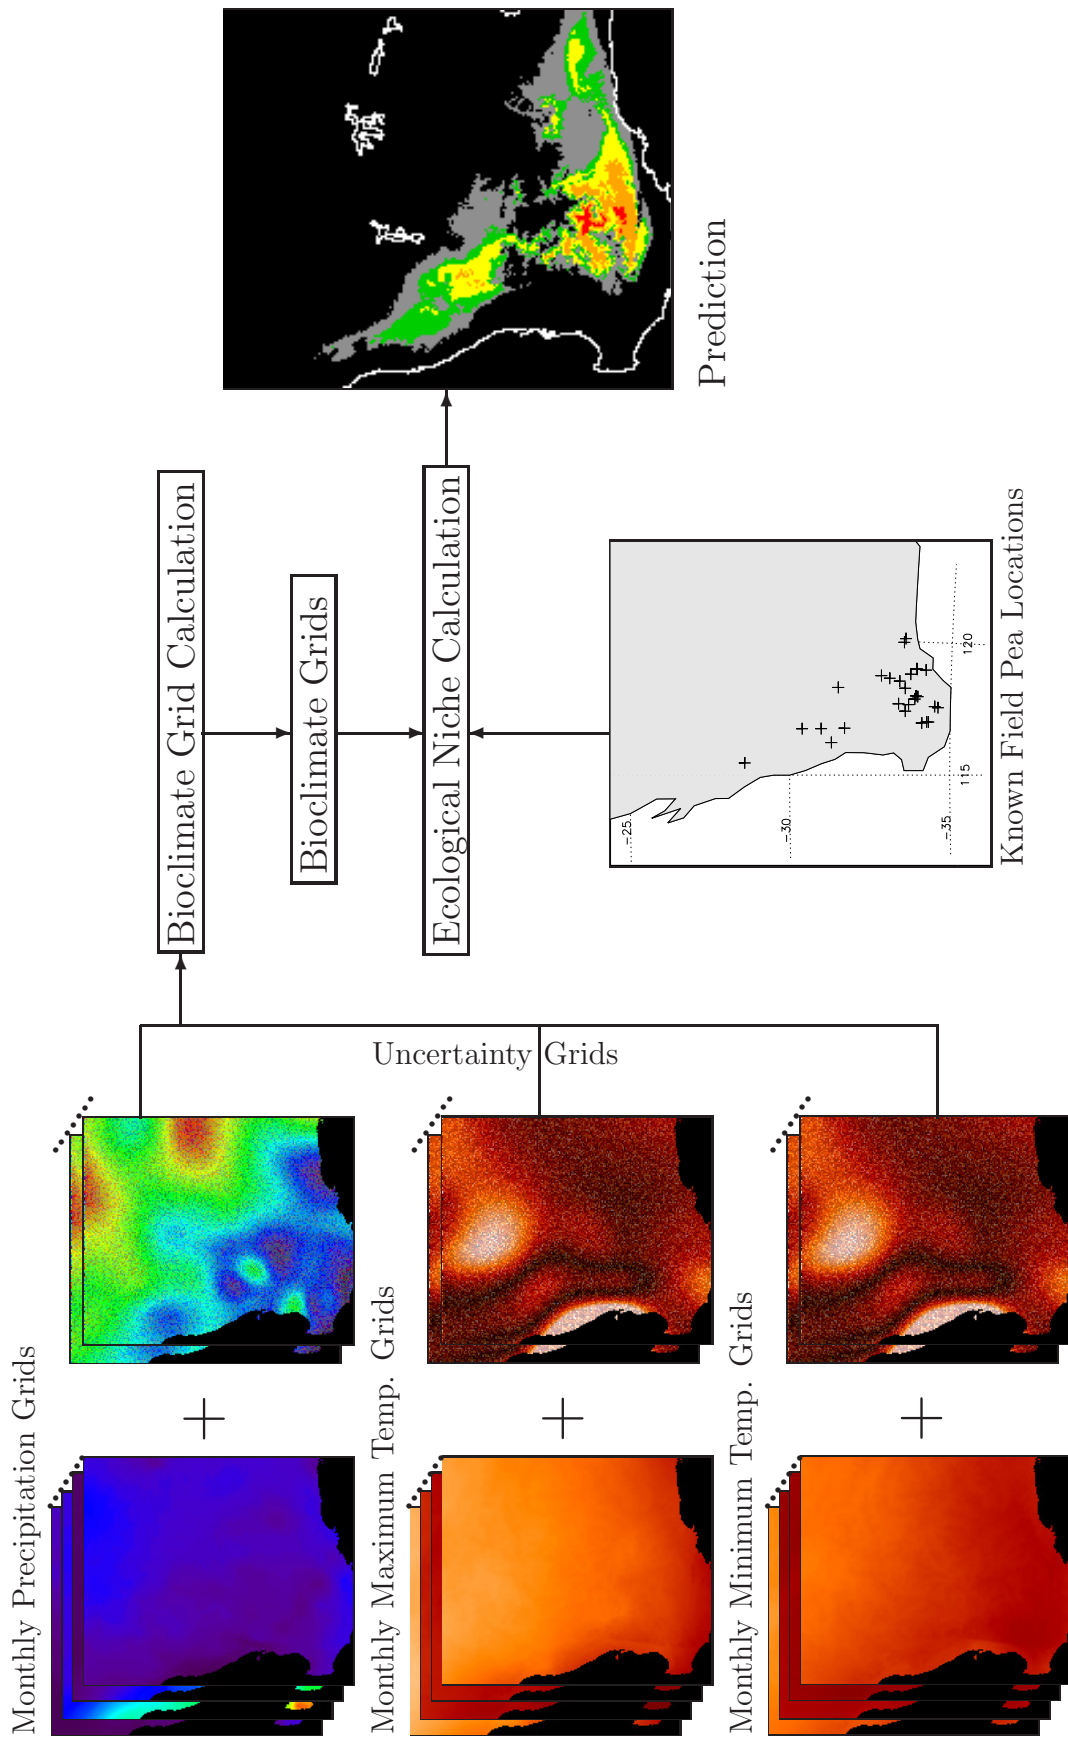 Monthly Precipitation Grids
Monthly Maximum Temp. Grids
Monthly Minimum Temp. Grids
Uncertainty Grids
Bioclimate Grid Calculation
Bioclimate Grids
Ecological Niche Calculation
−25
−30
−35
115
120
Known Field Pea Locations
Prediction